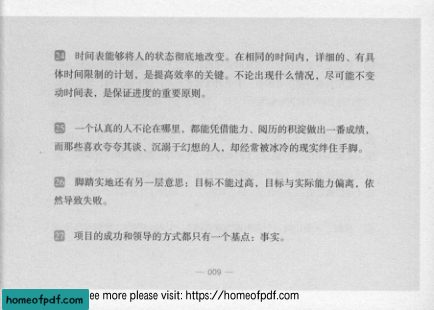 24 时间表能够将人的状态彻底地改变。在相同的时间内，详细的、有具
体时间限制的计划，是提高效率的关键。不论出现什么情况，尽可能不变
动时间表，是保证进度的重要原则。
25 一个认真的人不论在哪里，都能凭借能力、阅历的积淀做出一番成绩，
而那些喜欢夸夸其谈、沉溺于幻想的人，却经常被冰冷的现实绊住手脚。
26 脚踏实地还有另一层意思：目标不能过高，目标与实际能力偏离，依
然导致失败。
27 项目的成功和领导的方式都只有一个基点：事实。
— 009 —
homeofpdf.com
ee more please visit: https://homeofpdf.com